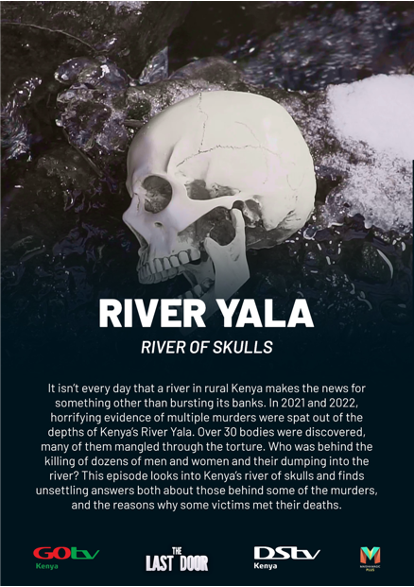 RIVER YALA
RIVER OF SKULLS
It isn't every day that a river in rural Kenya makes the news for
something other than bursting its banks. In 2021 and 2022,
horrifying evidence of multiple murders were spat out of the
depths of Kenya's River Yala. Over 30 bodies were discovered,
many of them mangled through the torture. Who was behind the
killing of dozens of men and women and their dumping into the
river? This episode looks into Kenya's river of skulls and finds
unsettling answers both about those behind some of the murders,
and the reasons why some victims met their deaths.
GOtv
Kenya
THE
LAST DOOR
DStv
Kenya